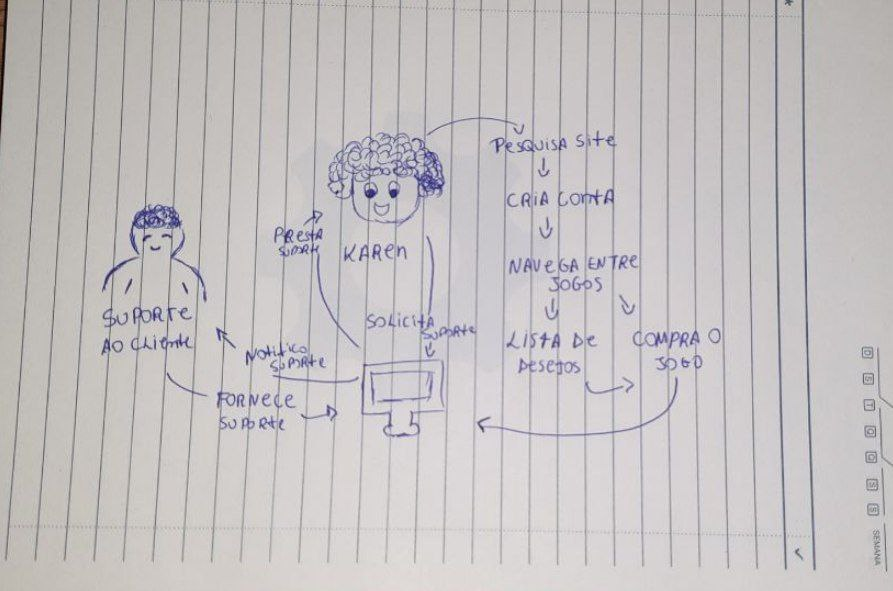 Pesquisa site
Cria conta
Navega entre
jogos
Lista de
desejos
Compra o
jogo
Karen
Presta
suporte
Solicita
suporte
Suporte
ao cliente
Notifico
suporte
Fornece
suporte
D S T Q Q S S
SEMANA